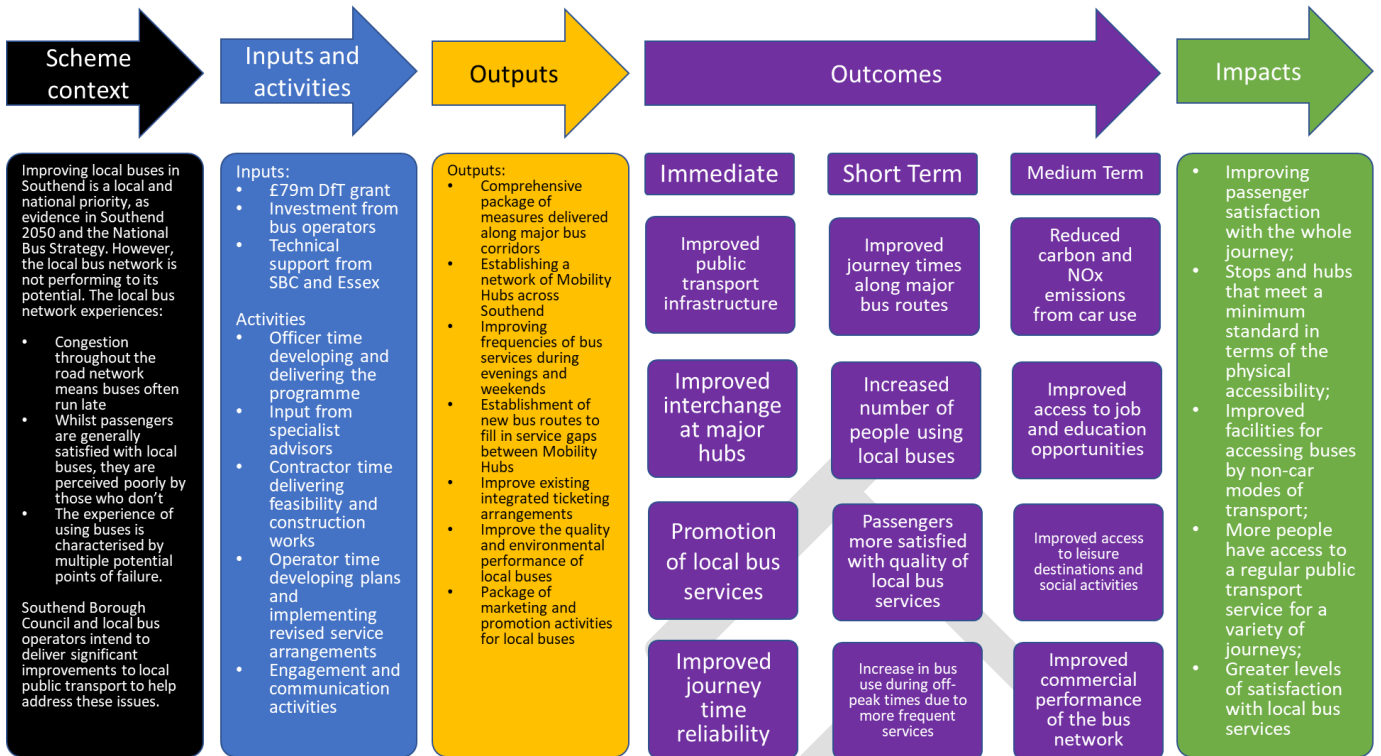 Scheme
context
Inputs and
activities
Outputs
Outcomes
Impacts
Improving local buses in
Southend is a local and
national priority, as
evidence in Southend
2050 and the National
Bus Strategy. However,
the local bus network is
not performing to its
potential. The local bus
network experiences:
• Congestion
throughout the
road network
means buses often
run late
• Whilst passengers
are generally
satisfied with local
buses, they are
perceived poorly by
those who don't
• The experience of
using buses is
characterised by
multiple potential
points of failure.
Southend Borough
Council and local bus
operators intend to
deliver significant
improvements to local
public transport to help
address these issues.
Inputs:
• £79m DfT grant
• Investment from
bus operators
• Technical
support from
SBC and Essex
Activities
• Officer time
developing and
delivering the
programme
• Input from
specialist
advisors
• Contractor time
delivering
feasibility and
construction
works
• Operator time
developing plans
and
implementing
revised service
arrangements
• Engagement and
communication
activities
Outputs:
• Comprehensive
package of
measures delivered
along major bus
corridors
• Establishing a
network of Mobility
Hubs across
Southend
• Improving
frequencies of bus
services during
evenings and
weekends
• Establishment of
new bus routes to
fill in service gaps
between Mobility
Hubs
• Improve existing
integrated ticketing
arrangements
• Improve the quality
and environmental
performance of
local buses
• Package of
marketing and
promotion activities
for local buses
Immediate
Improved
public
transport
infrastructure
Improved
interchange
at major
hubs
Promotion
of local bus
services
Improved
journey
time
reliability
Short Term
Improved
journey times
along major
bus routes
Increased
number of
people using
local buses
Passengers
more satisfied
with quality of
local bus
services
Increase in bus
use during off-
peak times due to
more frequent
services
Medium Term
Reduced
carbon and
NOx
emissions
from car use
Improved
access to job
and education
opportunities
Improved access
to leisure
destinations and
social activities
Improved
commercial
performance
of the bus
network
• Improving
passenger
satisfaction
with the whole
journey;
• Stops and hubs
that meet a
minimum
standard in
terms of the
physical
accessibility;
• Improved
facilities for
accessing buses
by non-car
modes of
transport;
• More people
have access to
a regular public
transport
service for a
variety of
journeys;
• Greater levels
of satisfaction
with local bus
services